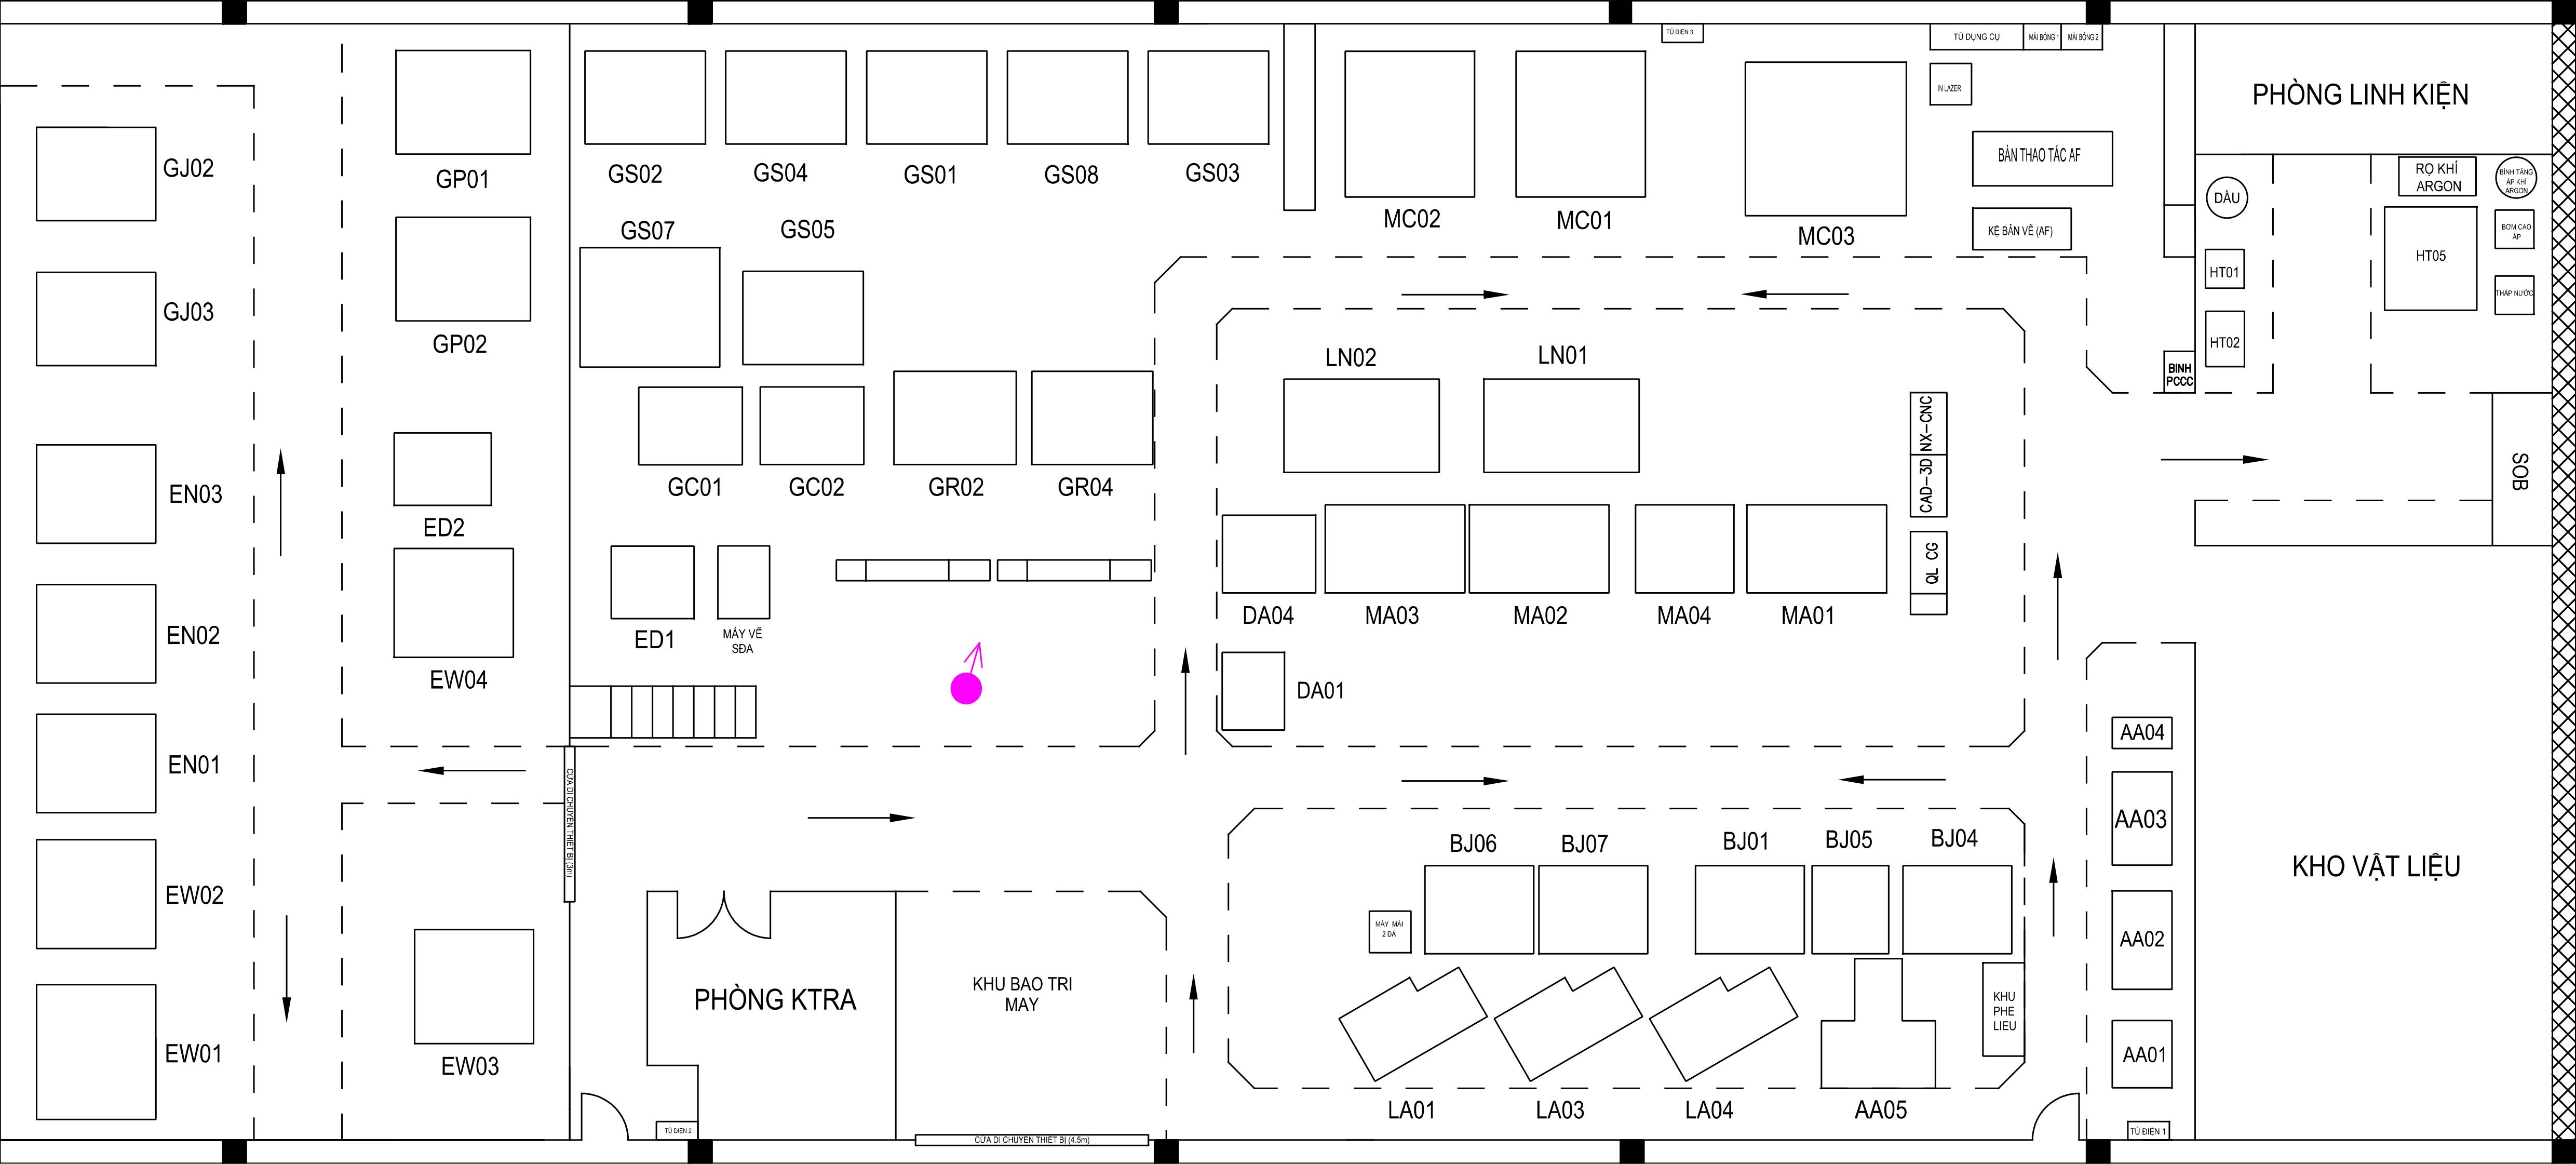 TỦ ĐIỆN 3
TỦ DỤNG CỤ
MÀI BÓNG 1
MÀI BÓNG 2
IN LAZER
PHÒNG LINH KIỆN
BÀN THAO TÁC AF
KỆ BẢN VẼ (AF)
GJ02
GP01
GS02
GS04
GS01
GS08
GS03
MC02
MC01
MC03
RỌ KHÍ
ARGON
BÌNH TĂNG
ÁP KHÍ
ARGON
DẦU
BƠM CAO
ÁP
HT05
HT01
THÁP NƯỚC
HT02
GJ03
GP02
GS07
GS05
LN02
LN01
BINH
PCCC
GC01
GC02
GR02
GR04
NX-CNC
CAD-3D
QL CG
SOB
EN03
ED2
EN02
EW04
ED1
MÁY VẼ
SĐA
DA04
MA03
MA02
MA04
MA01
DA01
EN01
CỬA DI CHUYỂN THIẾT BỊ (3m)
AA04
AA03
AA02
AA01
KHO VẬT LIỆU
BJ06
BJ07
BJ01
BJ05
BJ04
MÁY MÀI
2 ĐÁ
EW02
EW01
EW03
PHÒNG KTRA
KHU BAO TRI
MAY
KHU
PHE
LIEU
LA01
LA03
LA04
AA05
TỦ ĐIỆN 2
CỬA DI CHUYỂN THIẾT BỊ (4.5m)
TỦ ĐIỆN 1